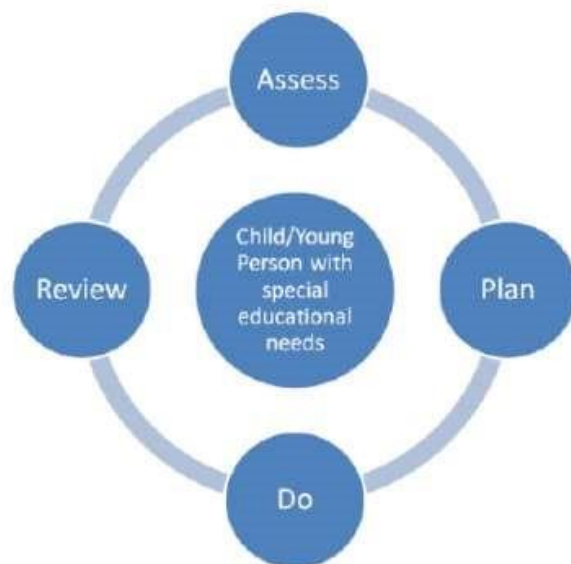 Assess
Child/Young
Person with
special
educational
needs
Review
Plan
Do